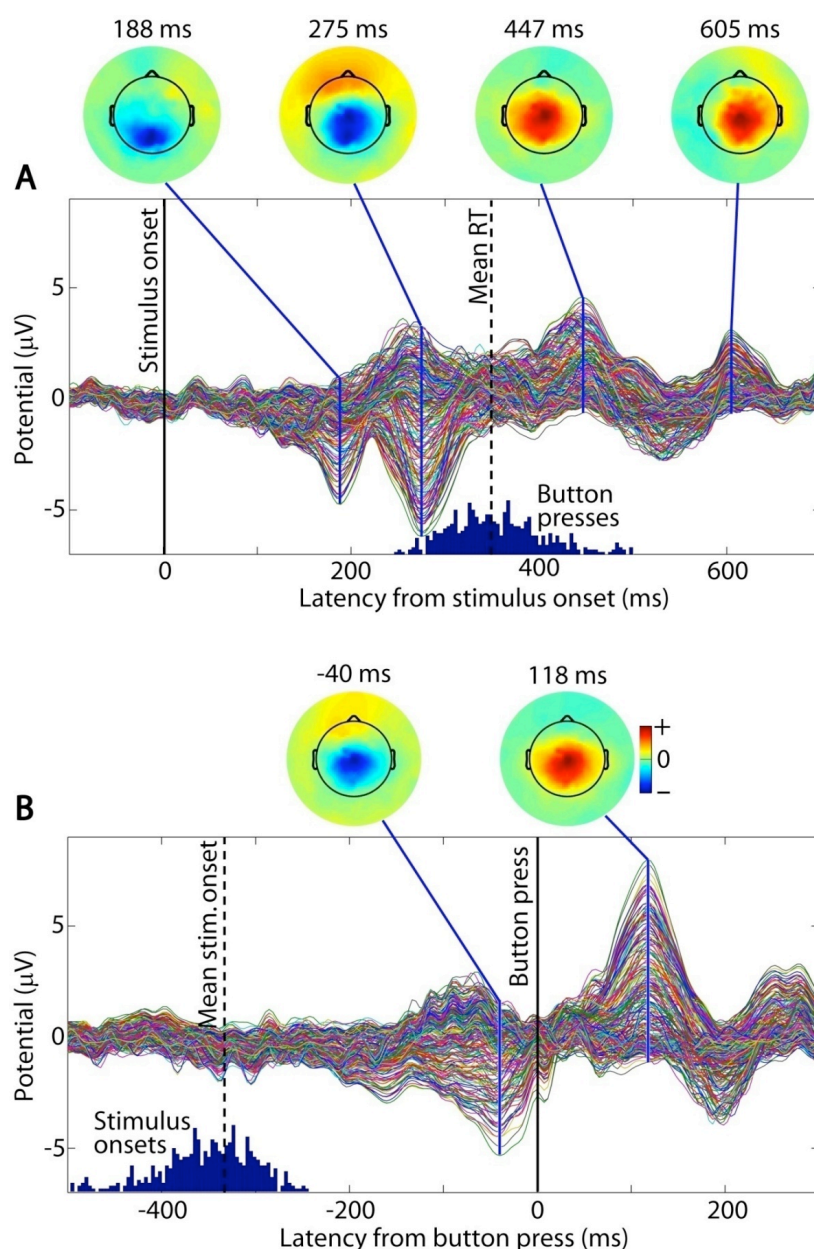 188 ms
275 ms
447 ms
605 ms
A
Stimulus onset
Mean RT
5
0
-5
Potential (µV)
Button
presses
0
200
400
600
Latency from stimulus onset (ms)
-40 ms
118 ms
+
0
−
B
Mean stim. onset
Button press
5
0
-5
Potential (µV)
Stimulus
onsets
-400
-200
0
200
Latency from button press (ms)